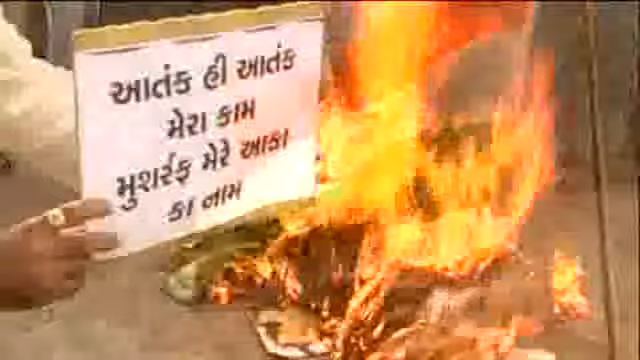 આતંક હી આતંક
મેરા કામ
મુશર્રફ મેરે આકા
કા નામ